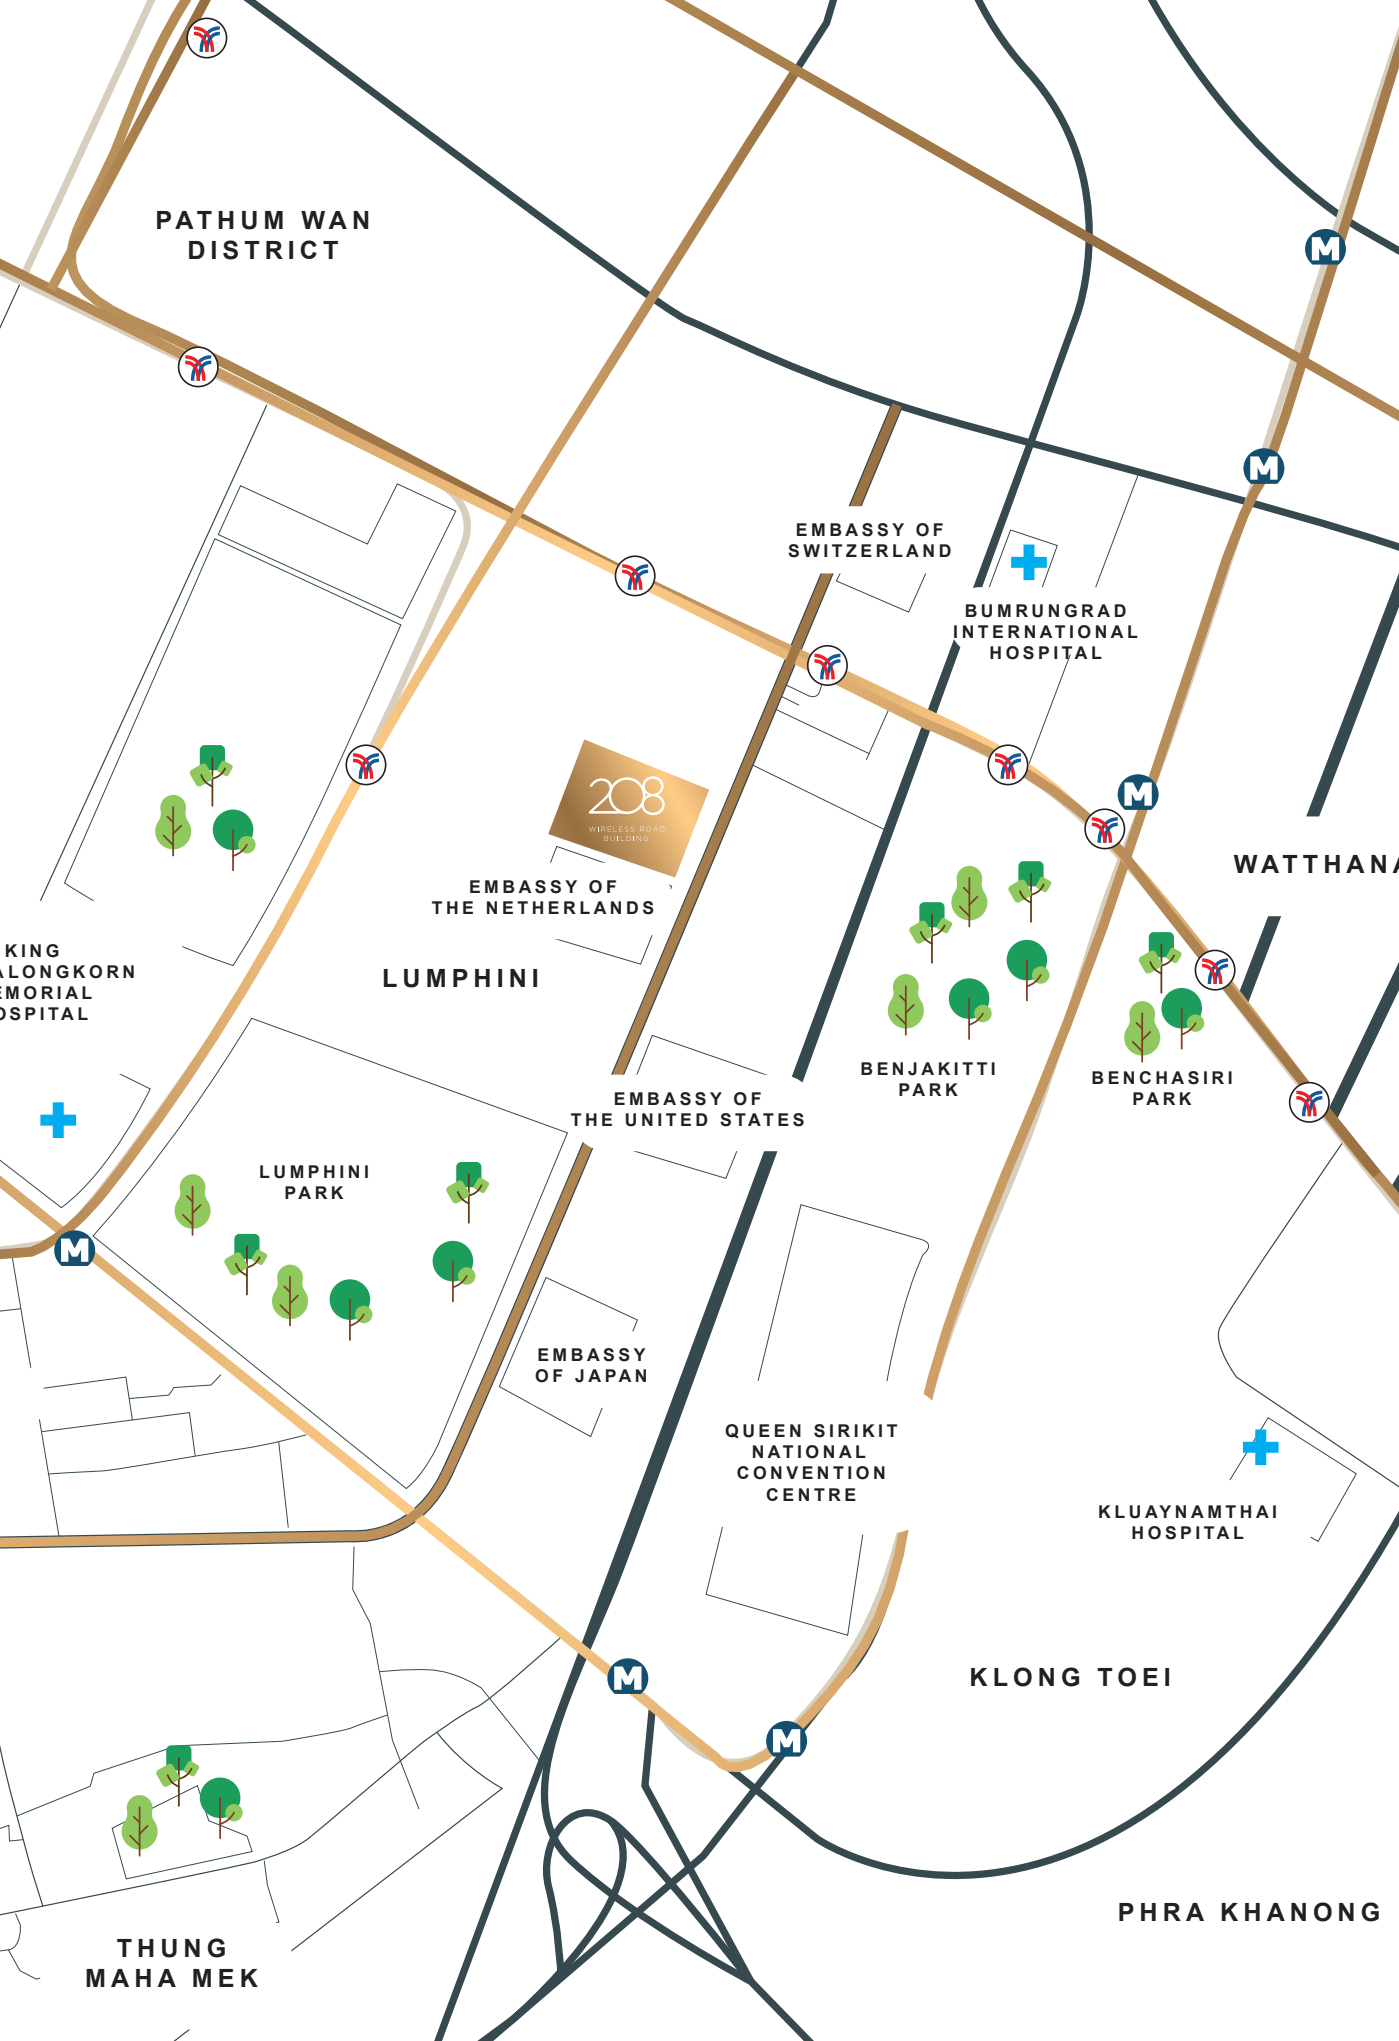 PATHUM WAN
DISTRICT
M
M
EMBASSY OF
SWITZERLAND
BUMRUNGRAD
INTERNATIONAL
HOSPITAL
M
208
WIRELESS ROAD
BUILDING
WATTHANA
EMBASSY OF
THE NETHERLANDS
KING
ALONGKORN
EMORIAL
OSPITAL
LUMPHINI
BENJAKITTI
PARK
BENCHASIRI
PARK
EMBASSY OF
THE UNITED STATES
LUMPHINI
PARK
M
EMBASSY
OF JAPAN
QUEEN SIRIKIT
NATIONAL
CONVENTION
CENTRE
KLUAYNAMTHAI
HOSPITAL
M
KLONG TOEI
M
PHRA KHANONG
THUNG
MAHA MEK